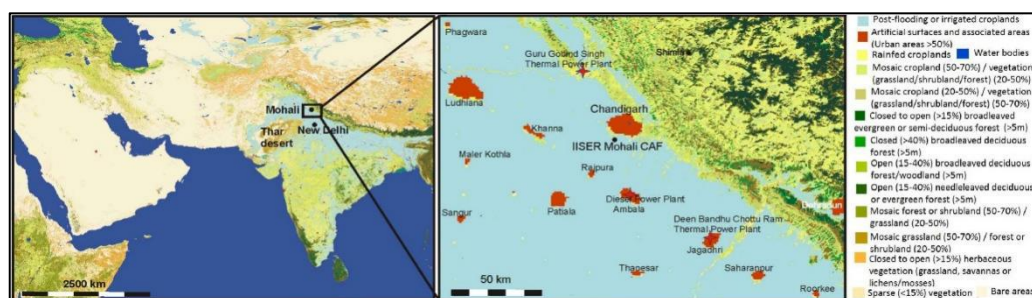 Mohali
New Delhi
Thar
desert
2500 km
Phagwara
Guru Gobind Singh
Thermal Power Plant
Shimla
Ludhiana
Chandigarh
Khanna
IISER Mohali CAF
Maler Kothla
Rajpura
Diesel Power Plant
Ambala
Patiala
Sangur
Deen Bandhu Chottu Ram
Thermal Power Plant
Jagadhri
Dehradun
50 km
Thanesar
Saharanpur
Roorkee
Post-flooding or irrigated croplands
Artificial surfaces and associated areas
(Urban areas >50%)
Rainfed croplands Water bodies
Mosaic cropland (50-70%) / vegetation
(grassland/shrubland/forest) (20-50%)
Mosaic cropland (20-50%) / vegetation
(grassland/shrubland/forest) (50-70%)
Closed to open (>15%) broadleaved
evergreen or semi-deciduous forest (>5m)
Closed (>40%) broadleaved deciduous
forest (>5m)
Open (15-40%) broadleaved deciduous
forest/woodland (>5m)
Open (15-40%) needleleaved deciduous
or evergreen forest (>5m)
Mosaic forest or shrubland (50-70%) /
grassland (20-50%)
Mosaic grassland (50-70%) / forest or
shrubland (20-50%)
Closed to open (>15%) herbaceous
vegetation (grassland, savannas or
lichens/mosses)
Sparse (<15%) vegetation Bare areas